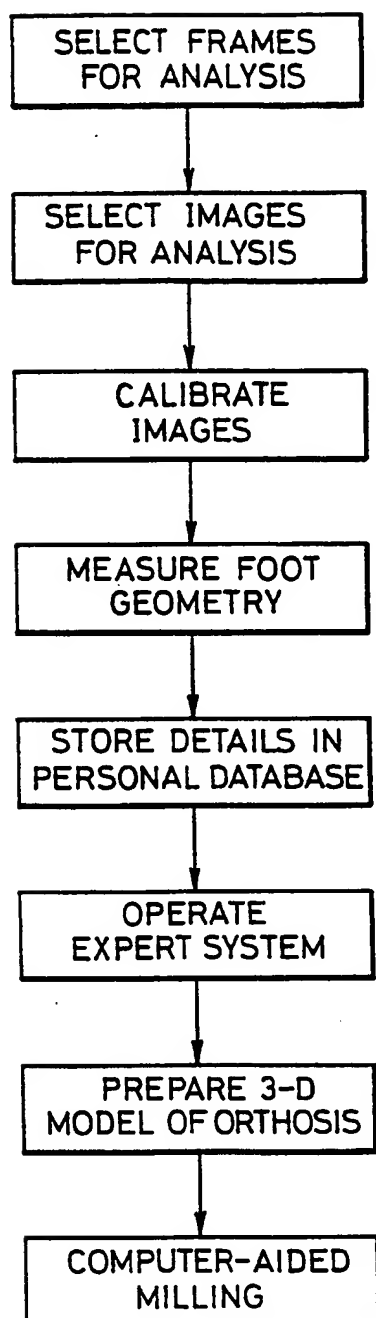 SELECT FRAMES
FOR ANALYSIS
SELECT IMAGES
FOR ANALYSIS
CALIBRATE
IMAGES
MEASURE FOOT
GEOMETRY
STORE DETAILS IN
PERSONAL DATABASE
OPERATE
EXPERT SYSTEM
PREPARE 3-D
MODEL OF ORTHOSIS
COMPUTER-AIDED
MILLING